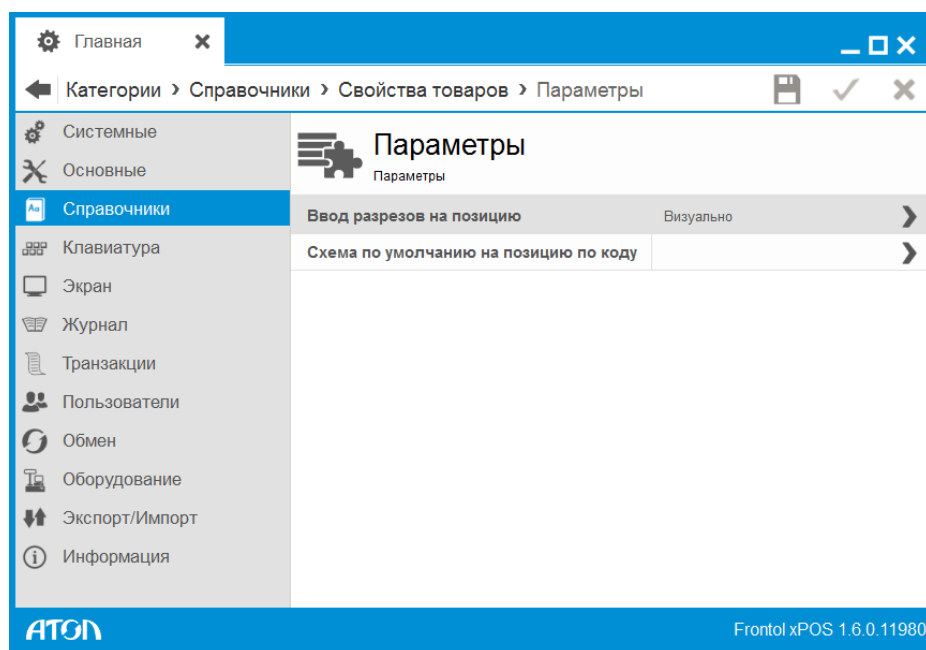 Главная
Категории › Справочники › Свойства товаров › Параметры
Системные
Основные
Справочники
Клавиатура
Экран
Журнал
Транзакции
Пользователи
Обмен
Оборудование
Экспорт/Импорт
Информация
Параметры
Параметры
Ввод разрезов на позицию Визуально
Схема по умолчанию на позицию по коду
АТОЛ
Frontol xPOS 1.6.0.11980